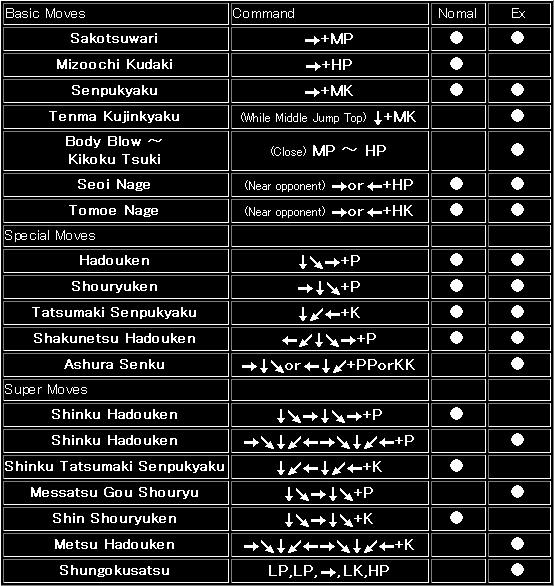 Basic Moves Command Nomal Ex
Sakotsuwari →+MP ● ●
Mizoochi Kudaki →+HP ●
Senpukyaku →+MK ● ●
Tenma Kujinkyaku (While Middle Jump Top) ↓+MK ●
Body Blow ～
Kikoku Tsuki (Close) MP ～ HP ●
Seoi Nage (Near opponent) →or ←+HP ● ●
Tomoe Nage (Near opponent) →or ←+HK ● ●
Special Moves
Hadouken ↓↘→+P ● ●
Shouryuken →↓↘+P ● ●
Tatsumaki Senpukyaku ↓↙←+K ● ●
Shakunetsu Hadouken ←↙↓↘→+P ● ●
Ashura Senku →↓↘or ←↓↙+PPorKK ●
Super Moves
Shinku Hadouken ↓↘→↓↘→+P ●
Shinku Hadouken →↘↓↙←→↘↓↙←+P ●
Shinku Tatsumaki Senpukyaku ↓↙←↓↙←+K ●
Messatsu Gou Shouryu ↓↘→↓↘+P ●
Shin Shouryuken ↓↘→↓↘+K ●
Metsu Hadouken →↘↓↙←→↘↓↙←+K ●
Shungokusatsu LP,LP, →,LK,HP ●